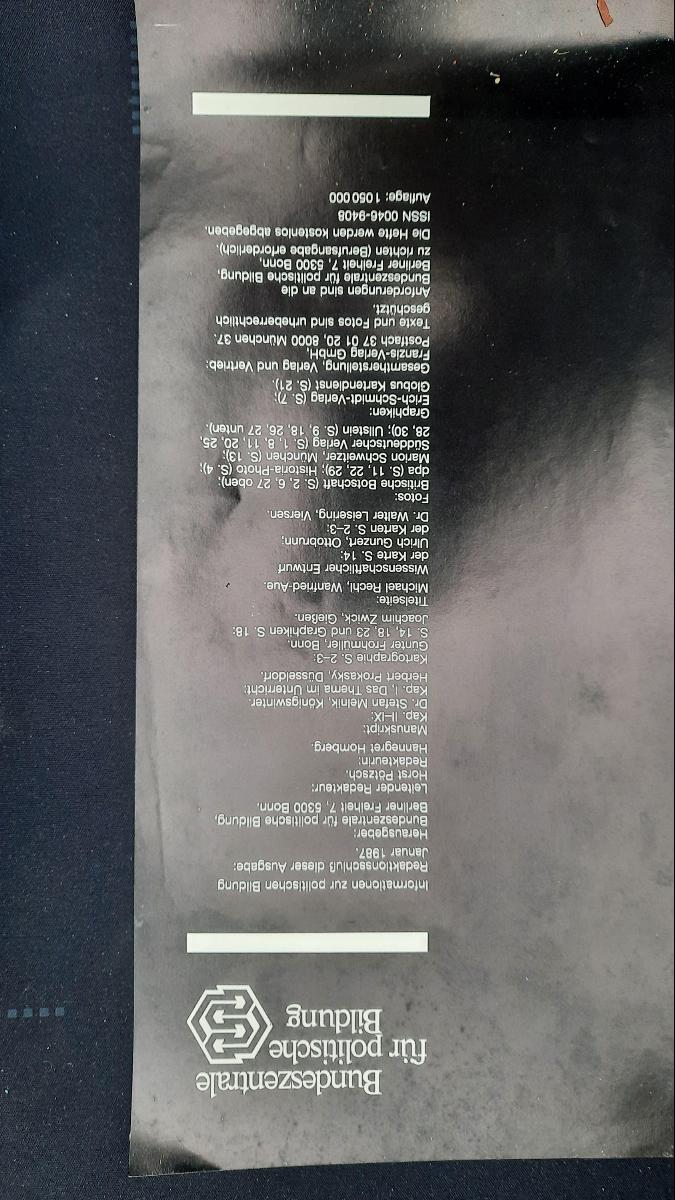 Bundeszentrale
für politische
Bildung
Informationen zur politischen Bildung
Redaktionsschluß dieser Ausgabe:
Januar 1987.
Herausgeber:
Bundeszentrale für politische Bildung,
Berliner Freiheit 7, 5300 Bonn.
Leitender Redakteur:
Horst Pötzsch.
Redakteurin:
Hannegret Homberg.
Manuskript:
Kap. II–IX:
Dr. Stefan Melnik, Königswinter.
Kap. I, Das Thema im Unterricht:
Herbert Prokasky, Düsseldorf.
Kartographie S. 2–3:
Günter Frohmüller, Bonn.
S. 14, 18, 23 und Graphiken S. 18:
Joachim Zwick, Gießen.
Titelseite:
Michael Rechl, Wanfried-Aue.
Wissenschaftlicher Entwurf
der Karte S. 14:
Ulrich Gunzert, Ottobrunn;
der Karten S. 2–3:
Dr. Walter Leisering, Viersen.
Fotos:
Britische Botschaft (S. 2, 6, 27 oben);
dpa (S. 11, 22, 29); Historia-Photo (S. 4);
Marion Schweitzer, München (S. 13);
Süddeutscher Verlag (S. 1, 8, 11, 20, 25,
28, 30); Ullstein (S. 9, 18, 26, 27 unten).
Graphiken:
Erich-Schmidt-Verlag (S. 7);
Globus Kartendienst (S. 21).
Gesamtherstellung, Verlag und Vertrieb:
Franzis-Verlag GmbH,
Postfach 37 01 20, 8000 München 37.
Texte und Fotos sind urheberrechtlich
geschützt.
Anforderungen sind an die
Bundeszentrale für politische Bildung,
Berliner Freiheit 7, 5300 Bonn,
zu richten (Berufsangabe erforderlich).
Die Hefte werden kostenlos abgegeben.
ISSN 0046-9408
Auflage: 1 050 000